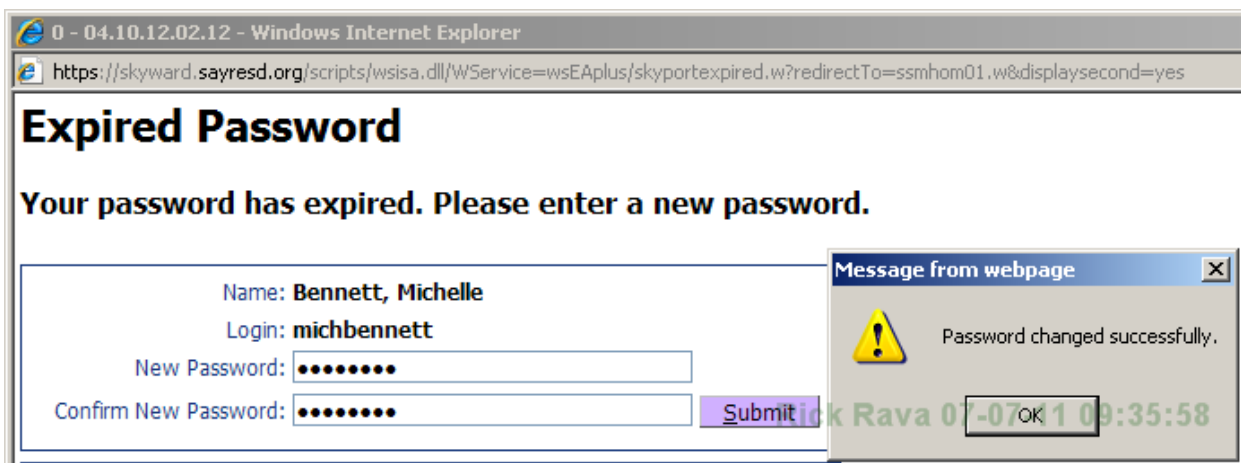 0 - 04.10.12.02.12 - Windows Internet Explorer
https://skyward.sayresd.org/scripts/wsisa.dll/WService=wsEAplus/skyportexpired.w?redirectTo=ssmhom01.w&displaysecond=yes
Expired Password
Your password has expired. Please enter a new password.
Message from webpage
Name: Bennett, Michelle
Login: michbennett
Password changed successfully.
New Password: ••••••••
Confirm New Password: ••••••••
Submit
OK
Rick Rava 07-07-11 09:35:58